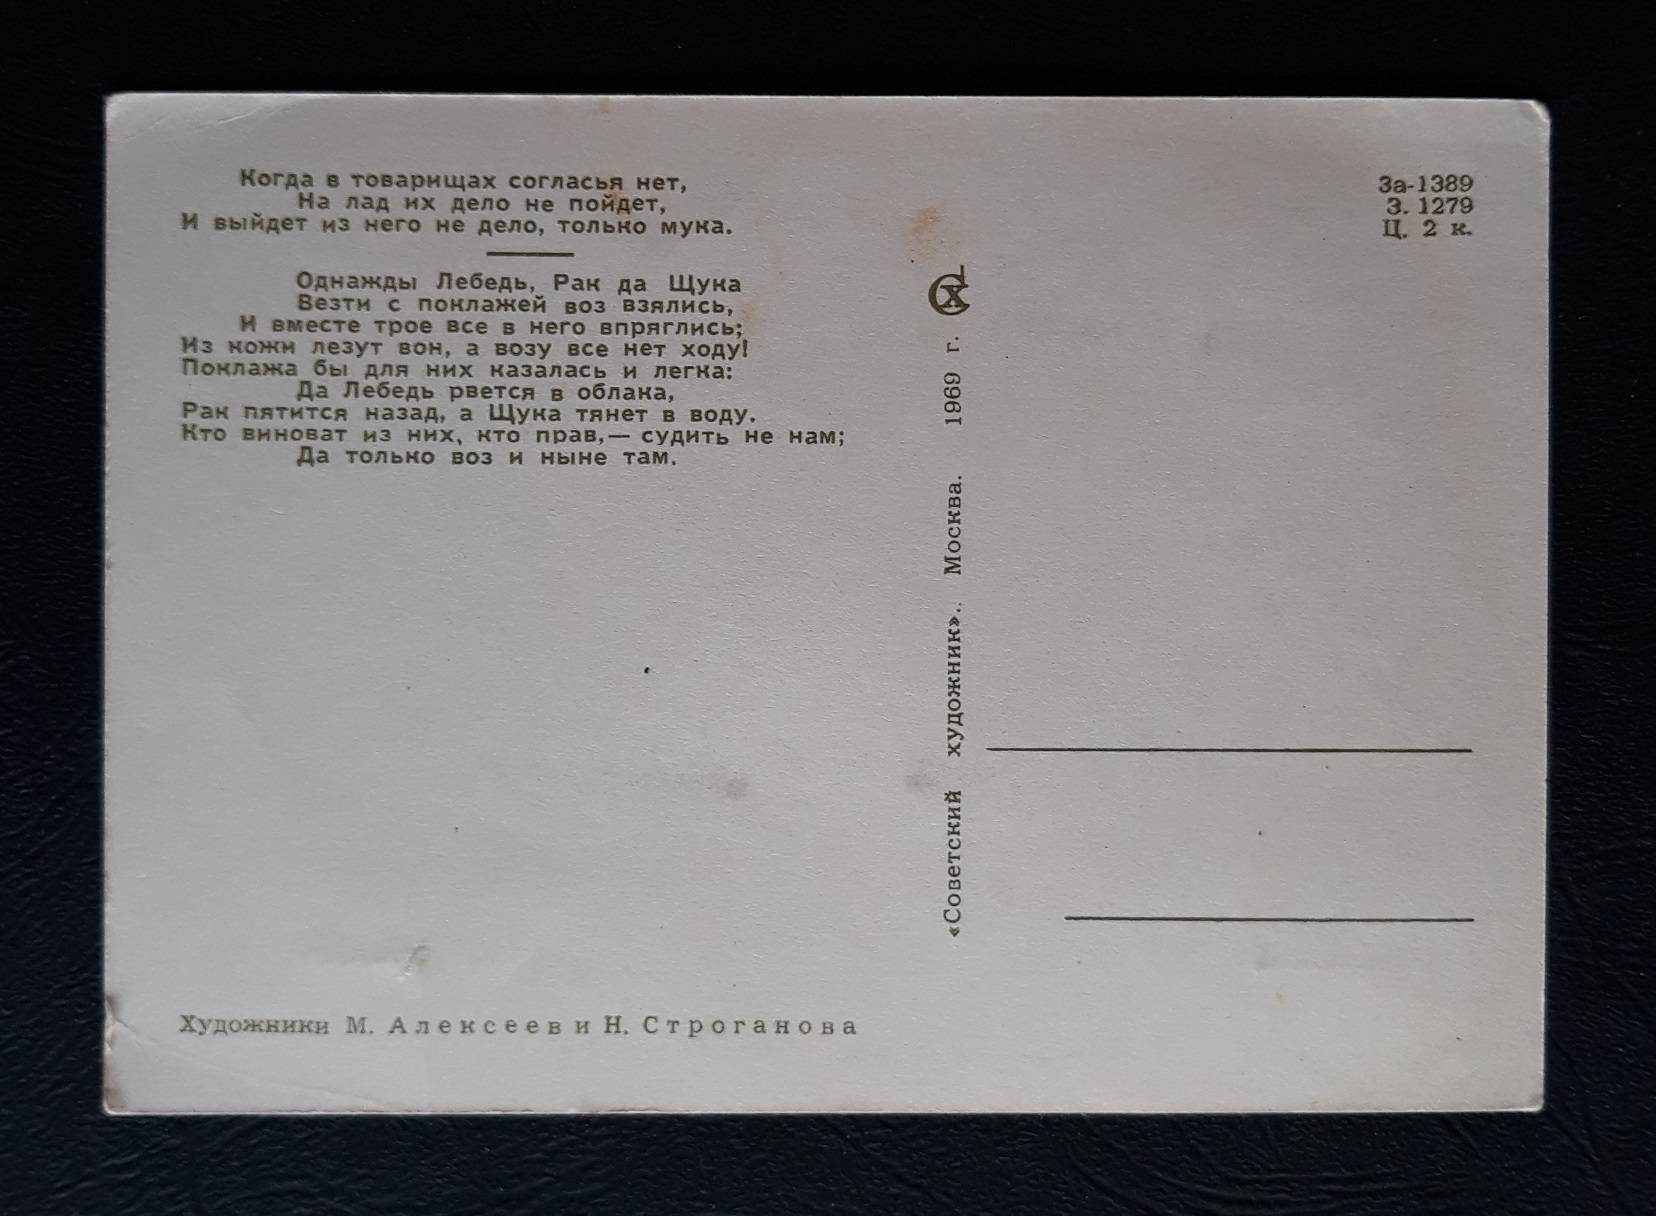 Когда в товарищах согласья нет,
На лад их дело не пойдет,
И выйдет из него не дело, только мука.
Однажды Лебедь, Рак да Щука
Везти с поклажей воз взялись,
И вместе трое все в него впряглись;
Из кожи лезут вон, а возу все нет ходу!
Поклажа бы для них казалась и легка:
Да Лебедь рвется в облака,
Рак пятится назад, а Щука тянет в воду.
Кто виноват из них, кто прав,— судить не нам;
Да только воз и ныне там.
Художники М. Алексеев и Н. Строганова
«Советский художник».. Москва. 1969 г.
СХ
За-1389
З. 1279
Ц. 2 к.